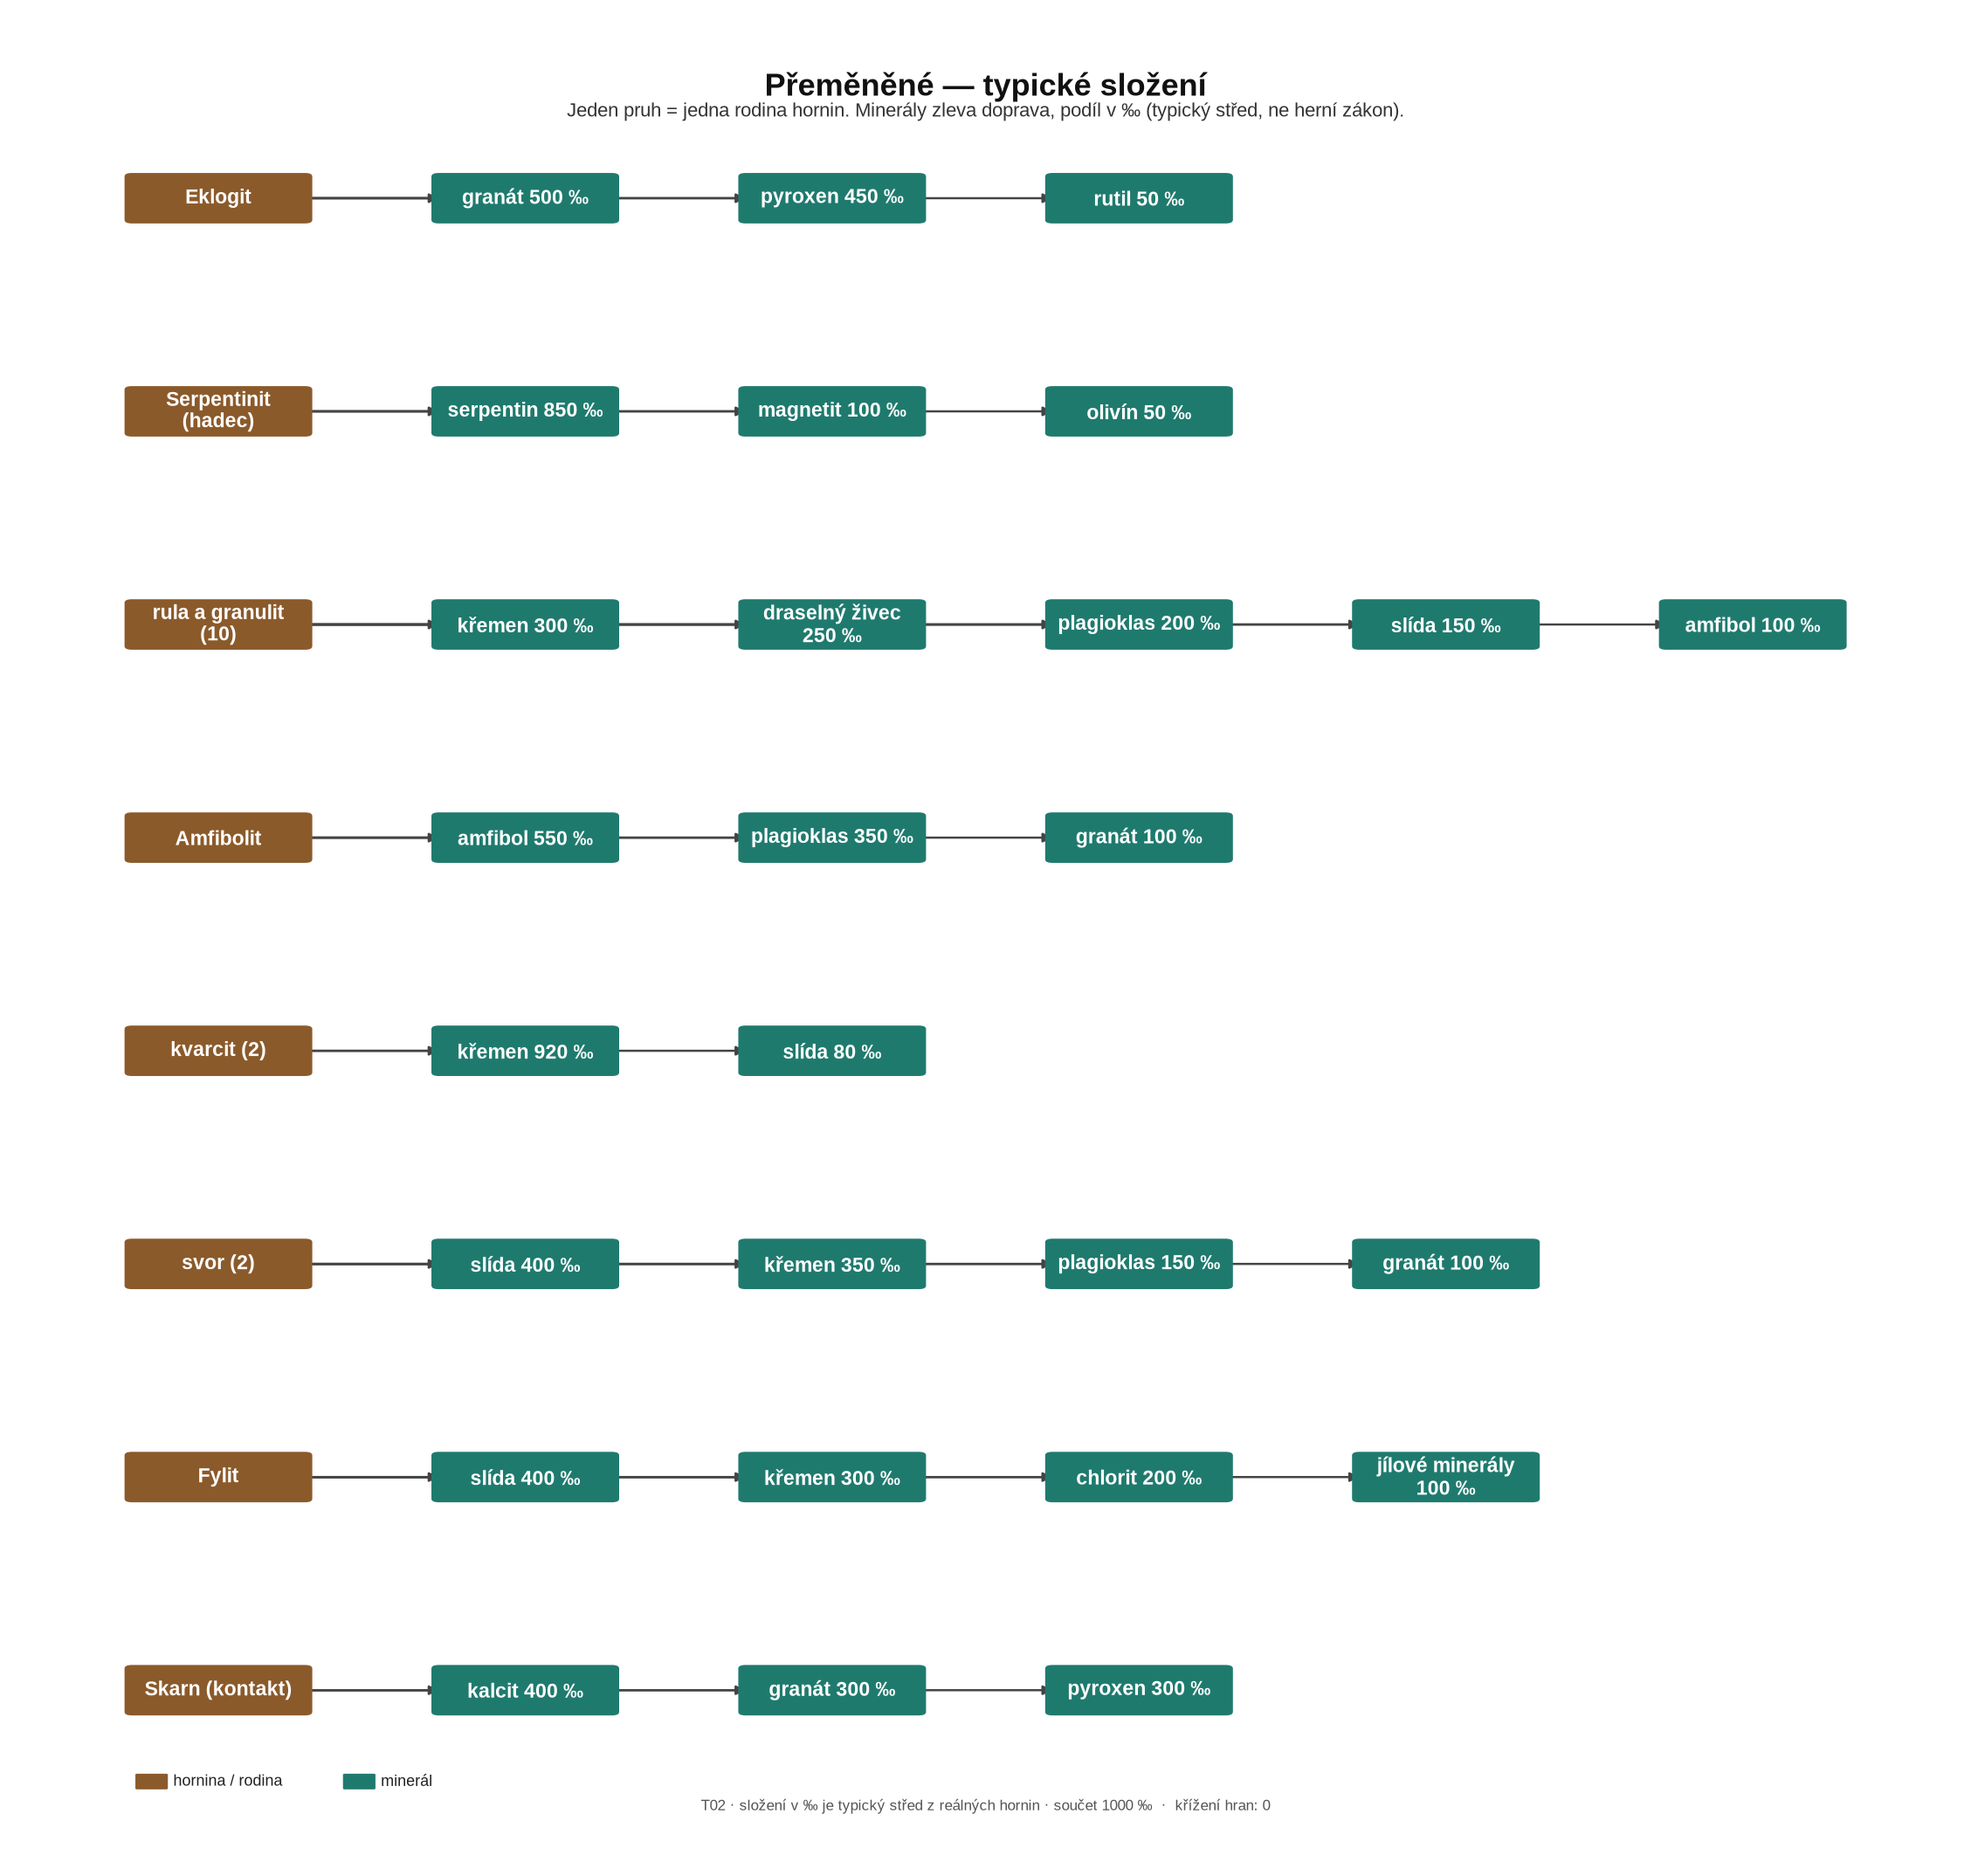 Přeměněné — typické složení
Jeden pruh = jedna rodina hornin. Minerály zleva doprava, podíl v ‰ (typický střed, ne herní zákon).
Eklogit
granát 500 ‰
pyroxen 450 ‰
rutil 50 ‰
Serpentinit
(hadec)
serpentin 850 ‰
magnetit 100 ‰
olivín 50 ‰
rula a granulit
(10)
křemen 300 ‰
draselný živec
250 ‰
plagioklas 200 ‰
slída 150 ‰
amfibol 100 ‰
Amfibolit
amfibol 550 ‰
plagioklas 350 ‰
granát 100 ‰
kvarcit (2)
křemen 920 ‰
slída 80 ‰
svor (2)
slída 400 ‰
křemen 350 ‰
plagioklas 150 ‰
granát 100 ‰
Fylit
slída 400 ‰
křemen 300 ‰
chlorit 200 ‰
jílové minerály
100 ‰
Skarn (kontakt)
kalcit 400 ‰
granát 300 ‰
pyroxen 300 ‰
hornina / rodina
minerál
T02 · složení v ‰ je typický střed z reálných hornin · součet 1000 ‰ · křížení hran: 0